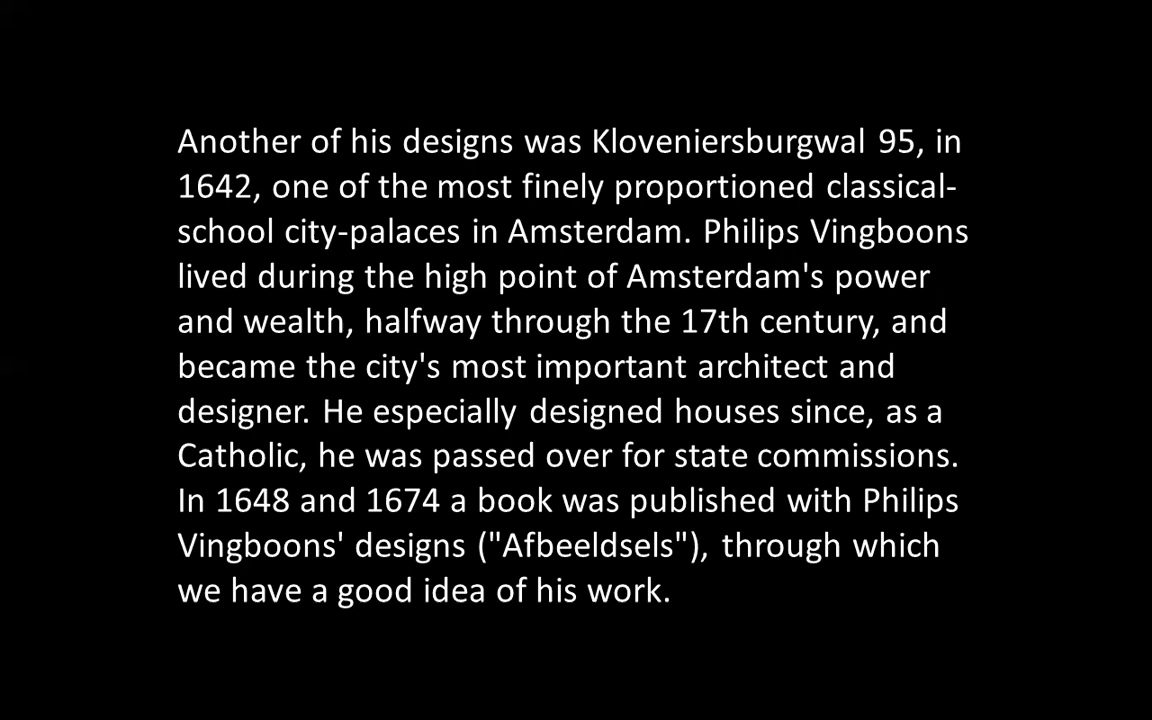 Another of his designs was Kloveniersburgwal 95, in
1642, one of the most finely proportioned classical-
school city-palaces in Amsterdam. Philips Vingboons
lived during the high point of Amsterdam's power
and wealth, halfway through the 17th century, and
became the city's most important architect and
designer. He especially designed houses since, as a
Catholic, he was passed over for state commissions.
In 1648 and 1674 a book was published with Philips
Vingboons' designs ("Afbeeldsels"), through which
we have a good idea of his work.